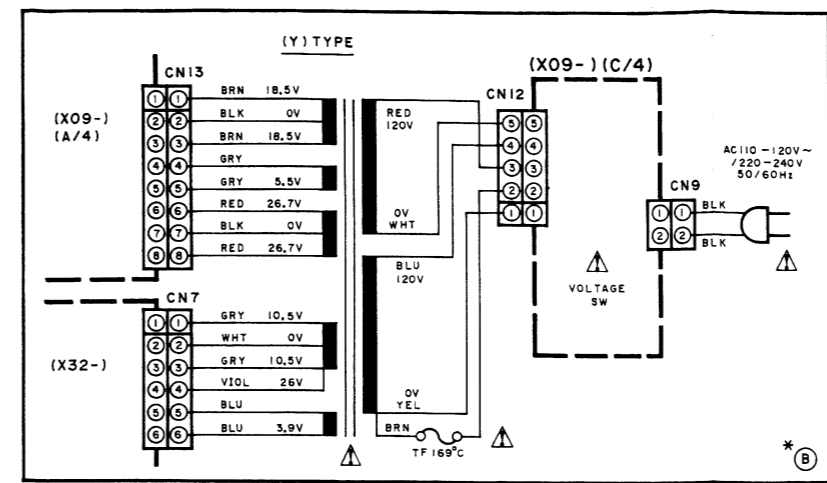 (Y) TYPE
(X09-)
(A/4)
CN13
1 1 BRN 18.5V
2 2 BLK 0V
3 3 BRN 18.5V
4 4 GRY
5 5 GRY 5.5V
6 6 RED 26.7V
7 7 BLK 0V
8 8 RED 26.7V
(X32-)
CN7
1 1 GRY 10.5V
2 2 WHT 0V
3 3 GRY 10.5V
4 4 VIOL 26V
5 5 BLU
6 6 BLU 3.9V
RED
120V
0V
WHT
BLU
120V
0V
YEL
BRN
TF 169°C
(X09-) (C/4)
CN12
5 5
4 4
3 3
2 2
1 1
VOLTAGE
SW
CN9
1 1 BLK
2 2 BLK
AC110-120V~
/220-240V
50/60Hz
* B